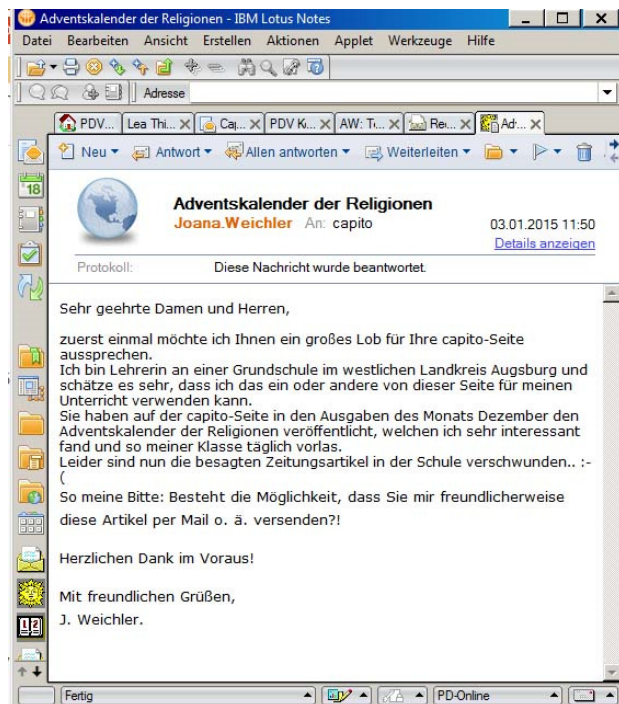 Adventskalender der Religionen - IBM Lotus Notes
Datei Bearbeiten Ansicht Erstellen Aktionen Applet Werkzeuge Hilfe
Adresse
PDV... Lea Thi... PDV K... AW: T... Ad...
18 Neu Antwort Allen antworten Weiterleiten
Adventskalender der Religionen
Joana.Weichler An: capito 03.01.2015 11:50
Details anzeigen
Protokoll: Diese Nachricht wurde beantwortet.
Sehr geehrte Damen und Herren,
zuerst einmal möchte ich Ihnen ein großes Lob für Ihre capito-Seite
aussprechen.
Ich bin Lehrerin an einer Grundschule im westlichen Landkreis Augsburg und
schätze es sehr, dass ich das ein oder andere von dieser Seite für meinen
Unterricht verwenden kann.
Sie haben auf der capito-Seite in den Ausgaben des Monats Dezember den
Adventskalender der Religionen veröffentlicht, welchen ich sehr interessant
fand und so meiner Klasse täglich vorlas.
Leider sind nun die besagten Zeitungsartikel in der Schule verschwunden.. :-
(
So meine Bitte: Besteht die Möglichkeit, dass Sie mir freundlicherweise
diese Artikel per Mail o. ä. versenden?!
Herzlichen Dank im Voraus!
Mit freundlichen Grüßen,
J. Weichler.
Fertig PD-Online